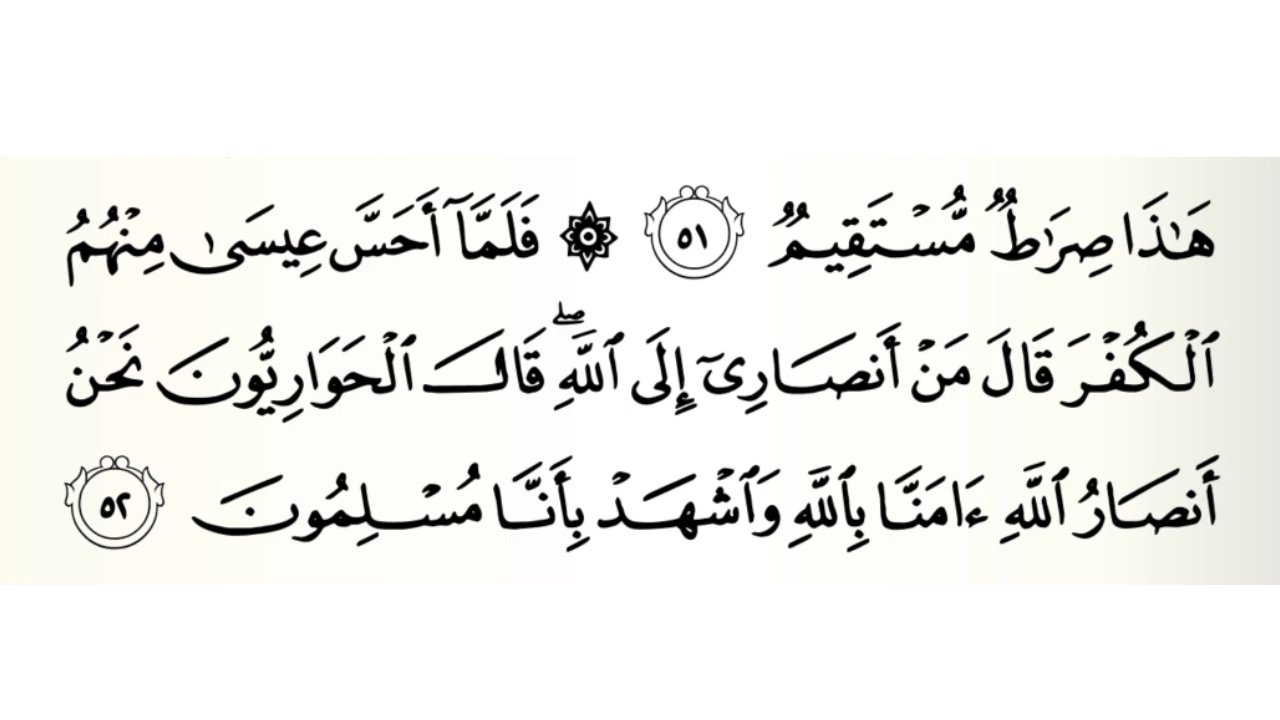 هَـٰذَا صِرَٰطٌ مُّسْتَقِيمٌ ٥١ ۞ فَلَمَّآ أَحَسَّ عِيسَىٰ مِنْهُمُ
ٱلْكُفْرَ قَالَ مَنْ أَنصَارِىٓ إِلَى ٱللَّهِ ۖ قَالَ ٱلْحَوَارِيُّونَ نَحْنُ
أَنصَارُ ٱللَّهِ ءَامَنَّا بِٱللَّهِ وَٱشْهَدْ بِأَنَّا مُسْلِمُونَ ٥٢